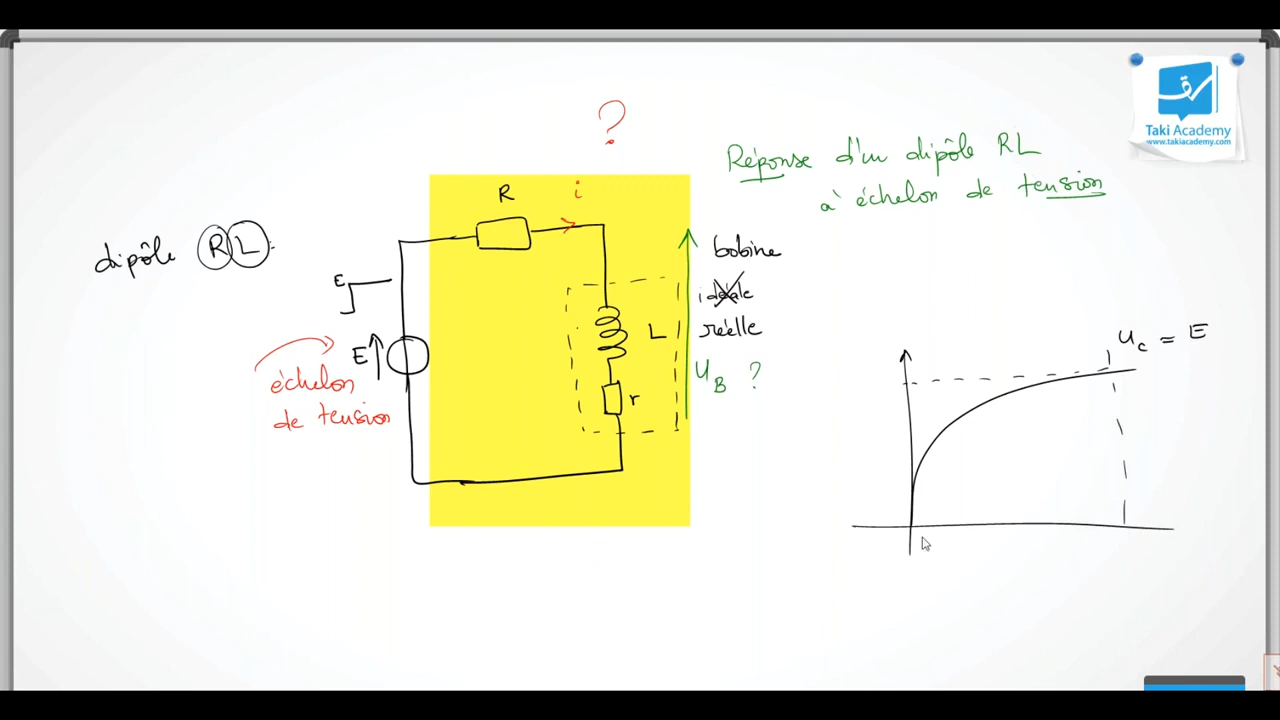 Taki Academy
www.takiacademy.com
?
Réponse d'un dipôle RL
à échelon de tension
dipôle RL:
R
i
E
E
échelon
de tension
L
r
bobine
idéale
réelle
u_B ?
u_C = E